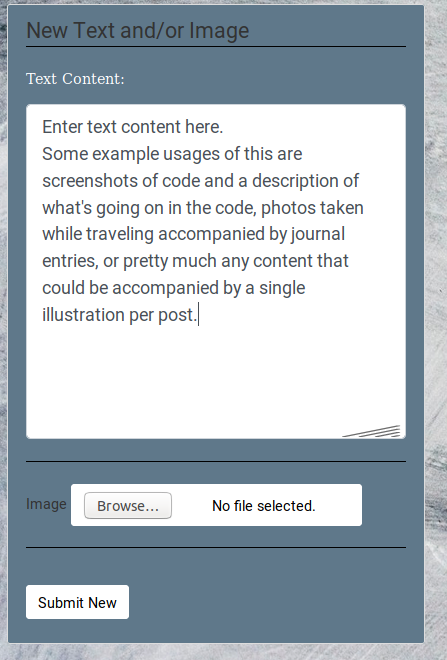 New Text and/or Image
Text Content:
Enter text content here.
Some example usages of this are
screenshots of code and a description of
what's going on in the code, photos taken
while traveling accompanied by journal
entries, or pretty much any content that
could be accompanied by a single
illustration per post.
Image Browse... No file selected.
Submit New